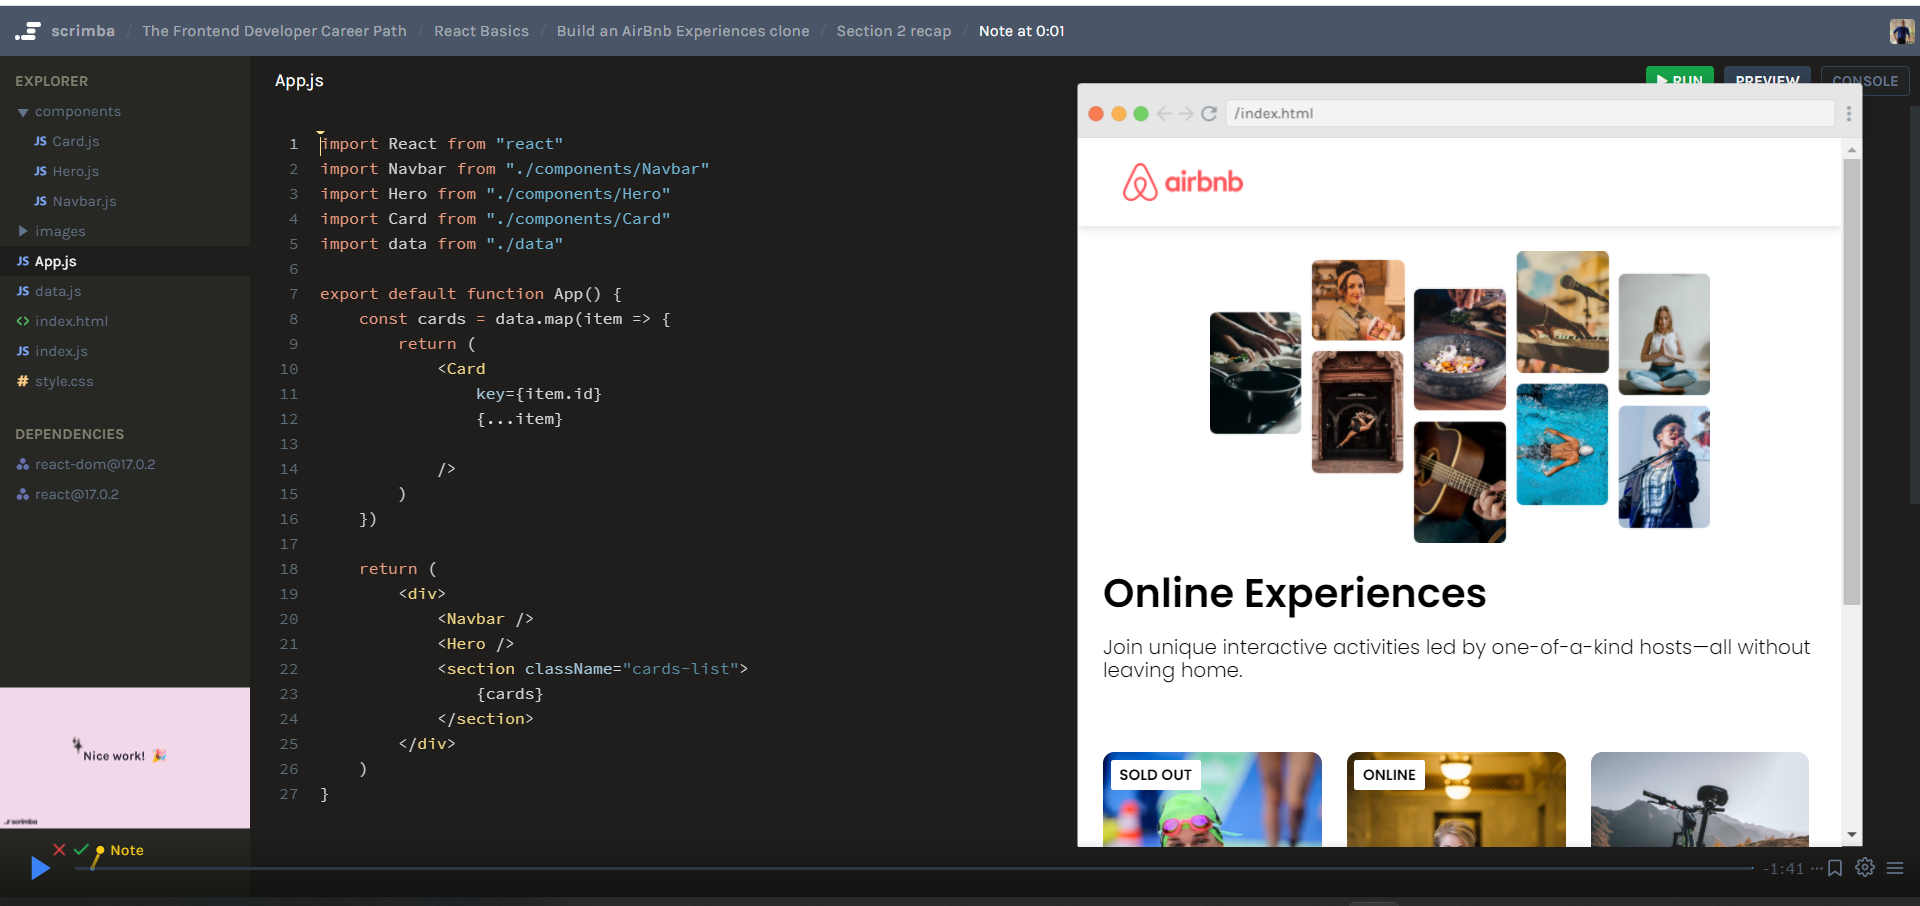 scrimba / The Frontend Developer Career Path / React Basics / Build an AirBnb Experiences clone / Section 2 recap / Note at 0:01
EXPLORER
components
JS Card.js
JS Hero.js
JS Navbar.js
images
JS App.js
JS data.js
<> index.html
JS index.js
# style.css
DEPENDENCIES
react-dom@17.0.2
react@17.0.2
Nice work!
scrimba
App.js
RUN PREVIEW CONSOLE
1 import React from "react"
2 import Navbar from "./components/Navbar"
3 import Hero from "./components/Hero"
4 import Card from "./components/Card"
5 import data from "./data"
6
7 export default function App() {
8     const cards = data.map(item => {
9         return (
10             <Card
11                 key={item.id}
12                 {...item}
13
14             />
15         )
16     })
17
18     return (
19         <div>
20             <Navbar />
21             <Hero />
22             <section className="cards-list">
23                 {cards}
24             </section>
25         </div>
26     )
27 }
/index.html
airbnb
Online Experiences
Join unique interactive activities led by one-of-a-kind hosts—all without
leaving home.
SOLD OUT
ONLINE
Note
-1:41